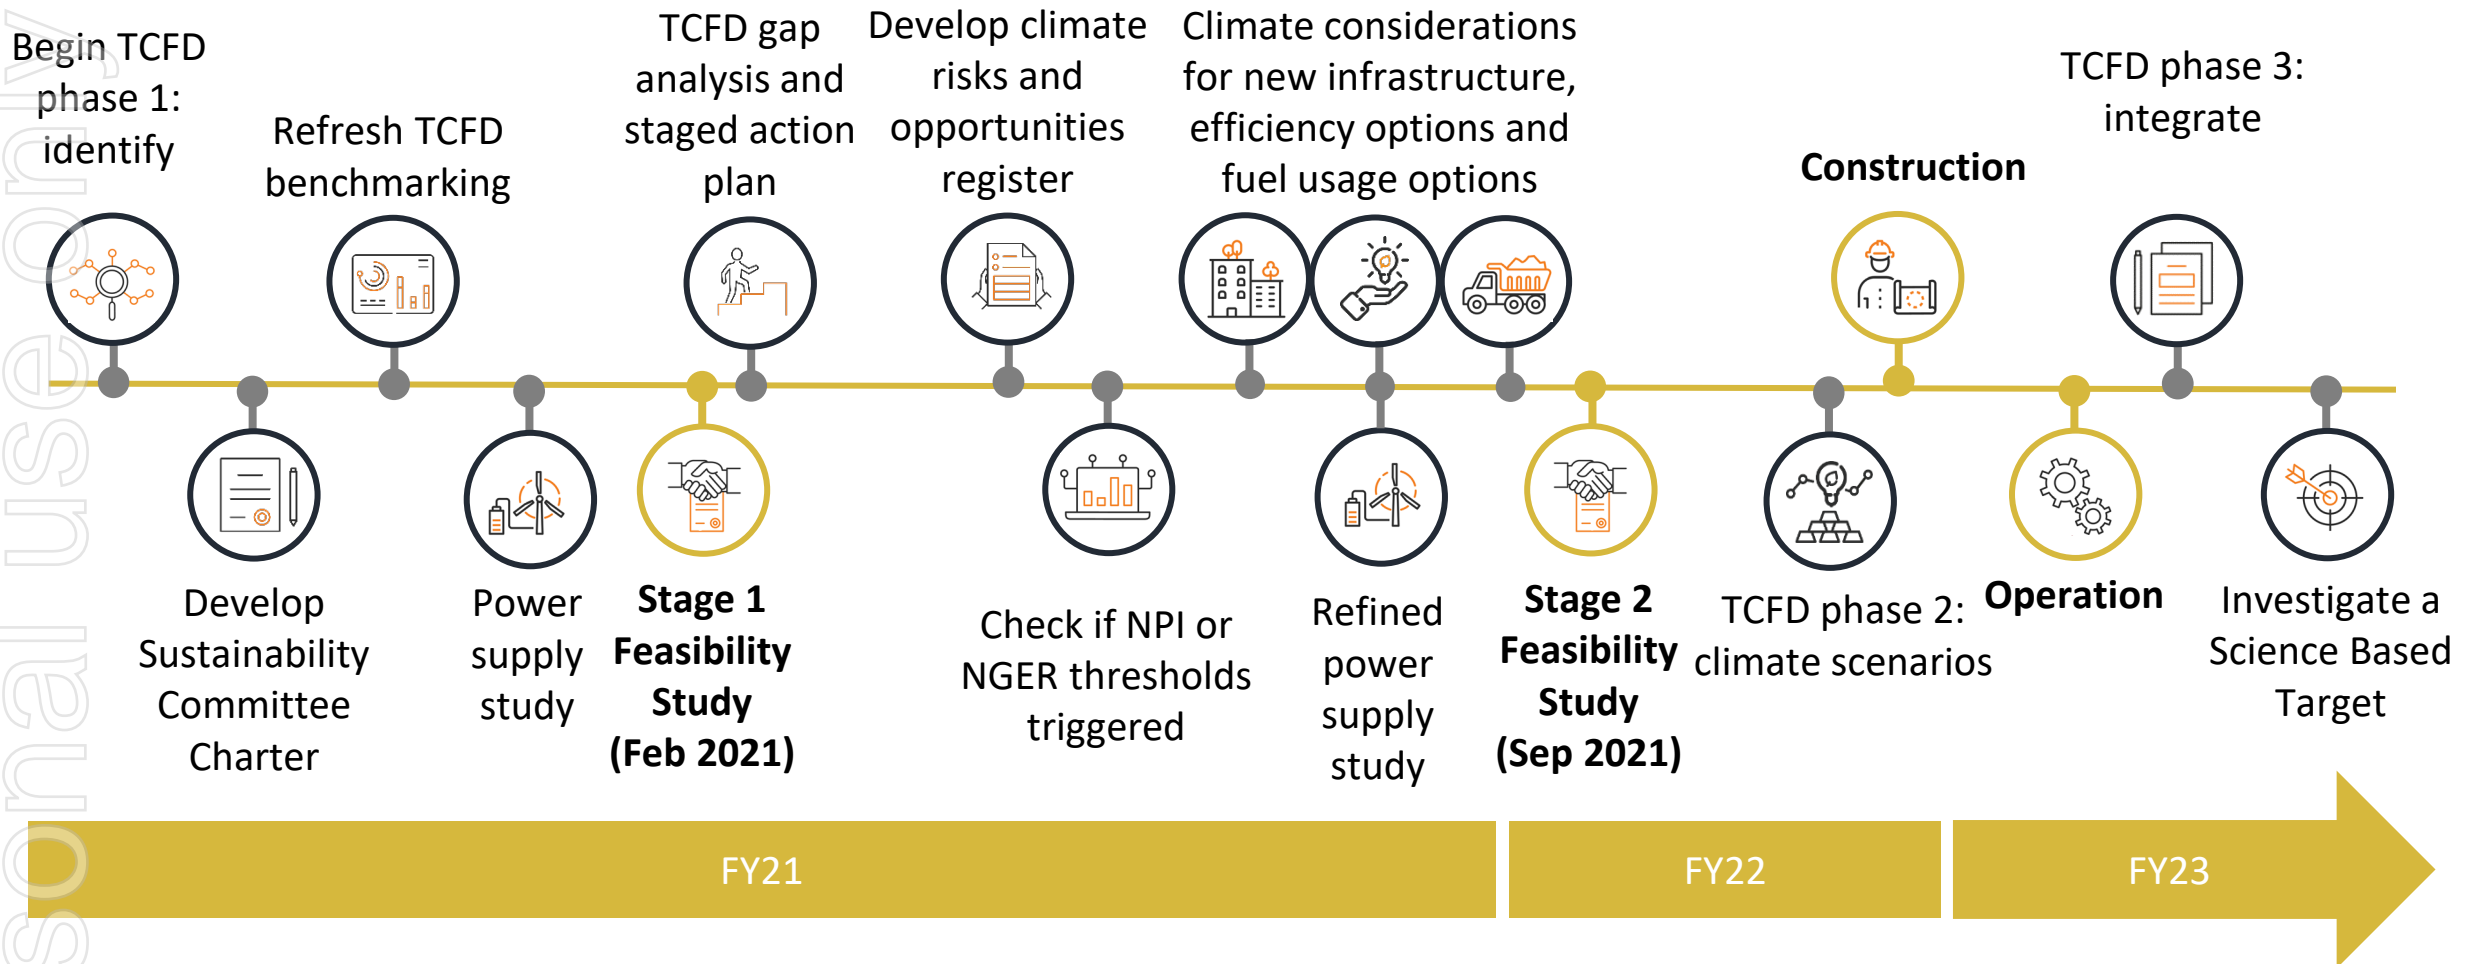 Begin TCFD
phase 1:
identify
Refresh TCFD
benchmarking
TCFD gap
analysis and
staged action
plan
Develop climate
risks and
opportunities
register
Climate considerations
for new infrastructure,
efficiency options and
fuel usage options
Construction
TCFD phase 3:
integrate
Develop
Sustainability
Committee
Charter
Power
supply
study
Stage 1
Feasibility
Study
(Feb 2021)
Check if NPI or
NGER thresholds
triggered
Refined
power
supply
study
Stage 2
Feasibility
Study
(Sep 2021)
TCFD phase 2:
climate scenarios
Operation
Investigate a
Science Based
Target
FY21
FY22
FY23
sonal use only